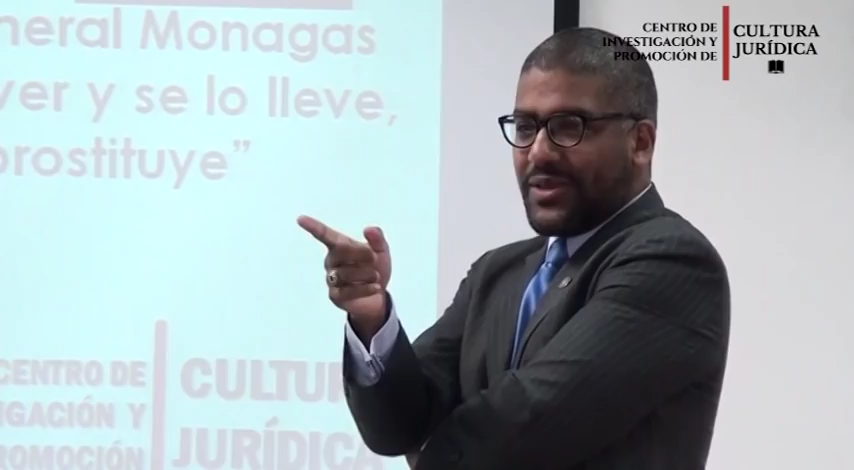 neral Monagas
ver y se lo lleve,
prostituye”
CENTRO DE
IGACIÓN Y
ROMOCIÓN
CULTU
JURÍDICA
CENTRO DE
INVESTIGACIÓN Y
PROMOCIÓN DE
CULTURA
JURÍDICA